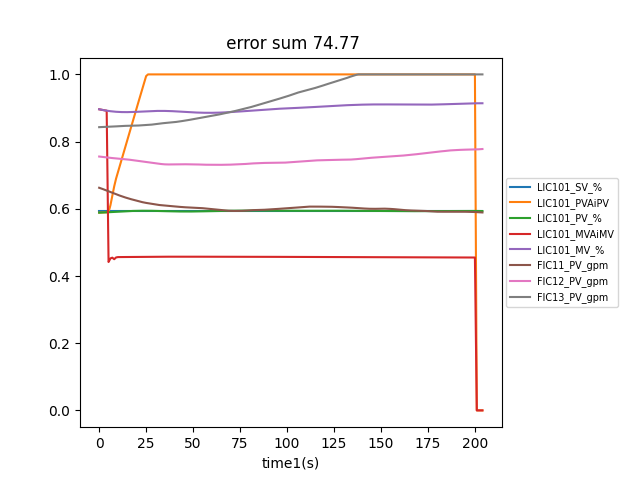 error sum 74.77
1.0
0.8
0.6
0.4
0.2
0.0
0 25 50 75 100 125 150 175 200
time1(s)
LIC101_SV_%
LIC101_PVAiPV
LIC101_PV_%
LIC101_MVAiMV
LIC101_MV_%
FIC11_PV_gpm
FIC12_PV_gpm
FIC13_PV_gpm